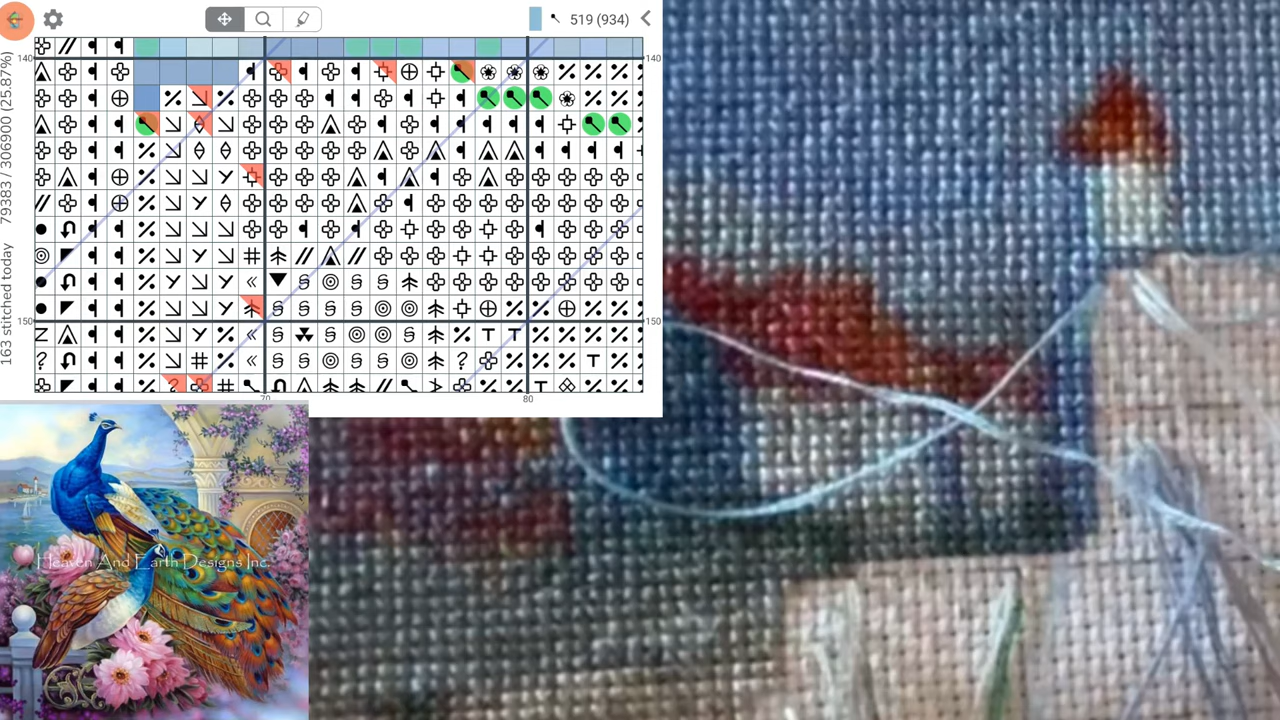 519 (934)
79383 / 306900 (25.87%)
163 stitched today
140
140
150
150
70
80
Heaven And Earth Designs Inc.